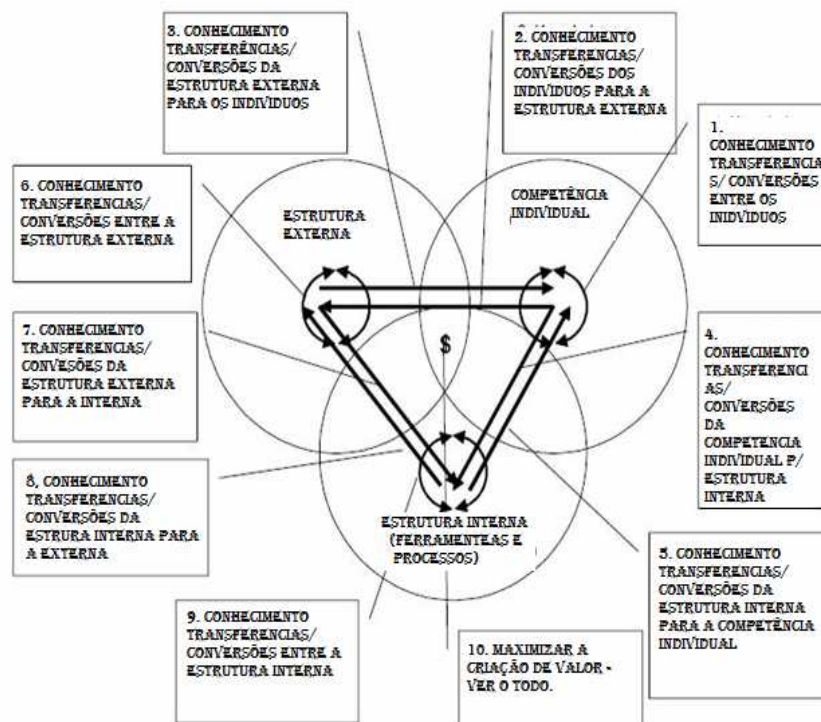 3. CONHECIMENTO
TRANSFERÊNCIAS/
CONVERSÕES DA
ESTRUTURA EXTERNA
PARA OS INDIVIDUOS
2. CONHECIMENTO
TRANSFERÊNCIAS/
CONVERSÕES DOS
INDIVIDUOS PARA A
ESTRUTURA EXTERNA
1.
CONHECIMENTO
TRANSFERENCIA
S/ CONVERSÕES
ENTRE OS
INIDVÍDUOS
6. CONHECIMENTO
TRANSFERENCIAS/
CONVERSÕES ENTRE A
ESTRUTURA EXTERNA
ESTRUTURA
EXTERNA
COMPETÊNCIA
INDIVIDUAL
7. CONHECIMENTO
TRANSFERENCIAS/
CONVESÕES DA
ESTRUTURA EXTERNA
PARA A INTERNA
$
4.
CONHECIMENTO
TRANSFERENCI
AS/
CONVERSÕES
DA
COMPETENCIA
INDIVIDUAL P/
ESTRUTURA
INTERNA
8, CONHECIMENTO
TRANSFERENCIAS/
CONVERSÕES DA
ESTRURA INTERNA PARA
A EXTERNA
ESTRUTURA INTERNA
(FERRAMENTEAS E
PROCESSOS)
5. CONHECIMENTO
TRANSFERENCIAS/
CONVERSÕES DA
ESTRUTURA INTERNA
PARA A COMPETÊNCIA
INDIVIDUAL
9. CONHECIMENTO
TRANSFERENCIAS/
CONVERSÕES ENTRE A
ESTRUTURA INTERNA
10. MAXIMIZAR A
CRIAÇÃO DE VALOR -
VER O TODO.